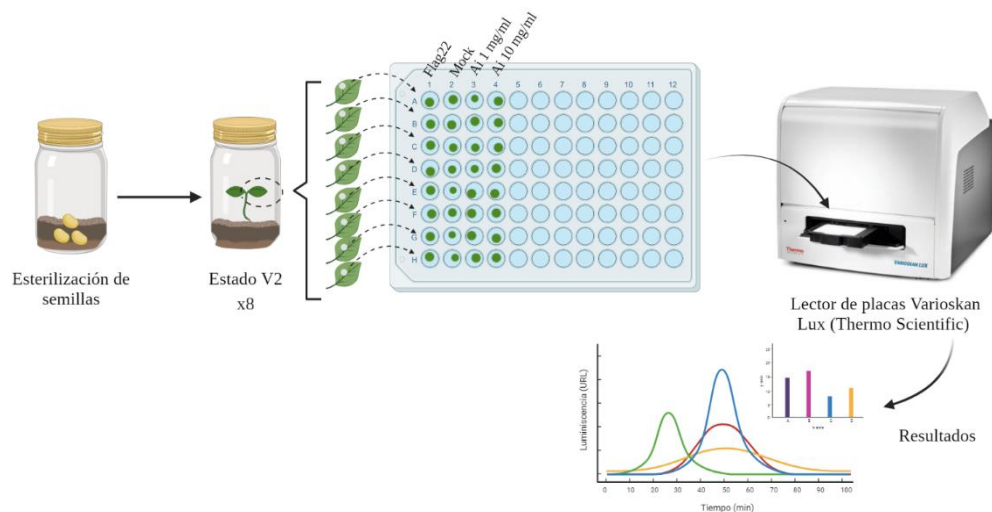 Flag22
Mock
Ai 1 mg/ml
Ai 10 mg/ml
1 2 3 4 5 6 7 8 9 10 11 12
A
B
C
D
E
F
G
H
Esterilización de
semillas
Estado V2
x8
Thermo
VARIOSKAN LUX
Lector de placas Varioskan
Lux (Thermo Scientific)
Luminiscencia (URL)
0 10 20 30 40 50 60 70 80 90 100
Tiempo (min)
A B C D
Resultados